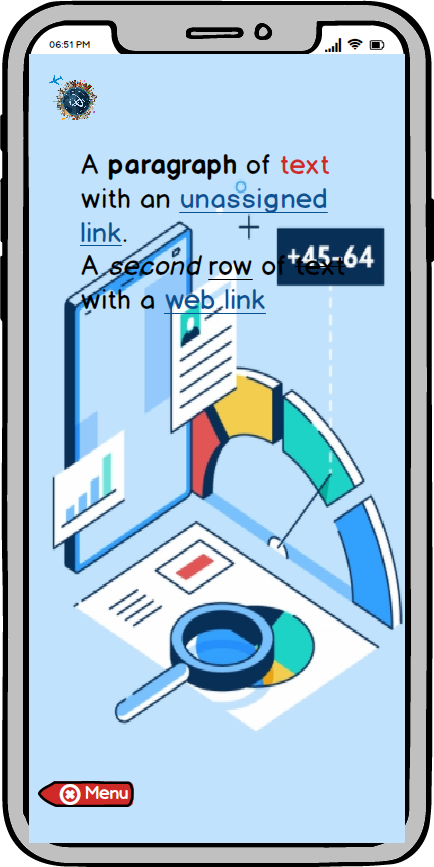 06:51 PM
A paragraph of text
with an unassigned
link.
A second row of text
+45-64
with a web link
Menu